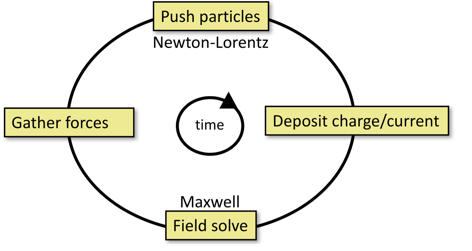 Push particles
Newton-Lorentz
Gather forces
time
Deposit charge/current
Maxwell
Field solve